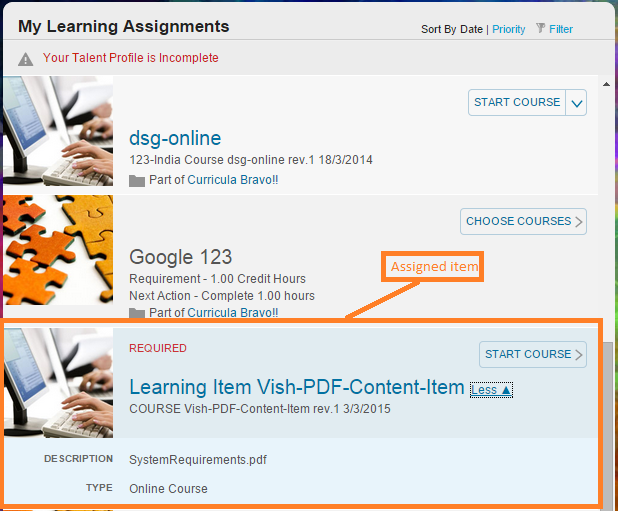 My Learning Assignments
Sort By Date | Priority Filter
Your Talent Profile is Incomplete
START COURSE
dsg-online
123-India Course dsg-online rev.1 18/3/2014
Part of Curricula Bravo!!
CHOOSE COURSES
Google 123
Assigned item
Requirement - 1.00 Credit Hours
Next Action - Complete 1.00 hours
Part of Curricula Bravo!!
REQUIRED
START COURSE
Learning Item Vish-PDF-Content-Item Less ▲
COURSE Vish-PDF-Content-Item rev.1 3/3/2015
DESCRIPTION SystemRequirements.pdf
TYPE Online Course